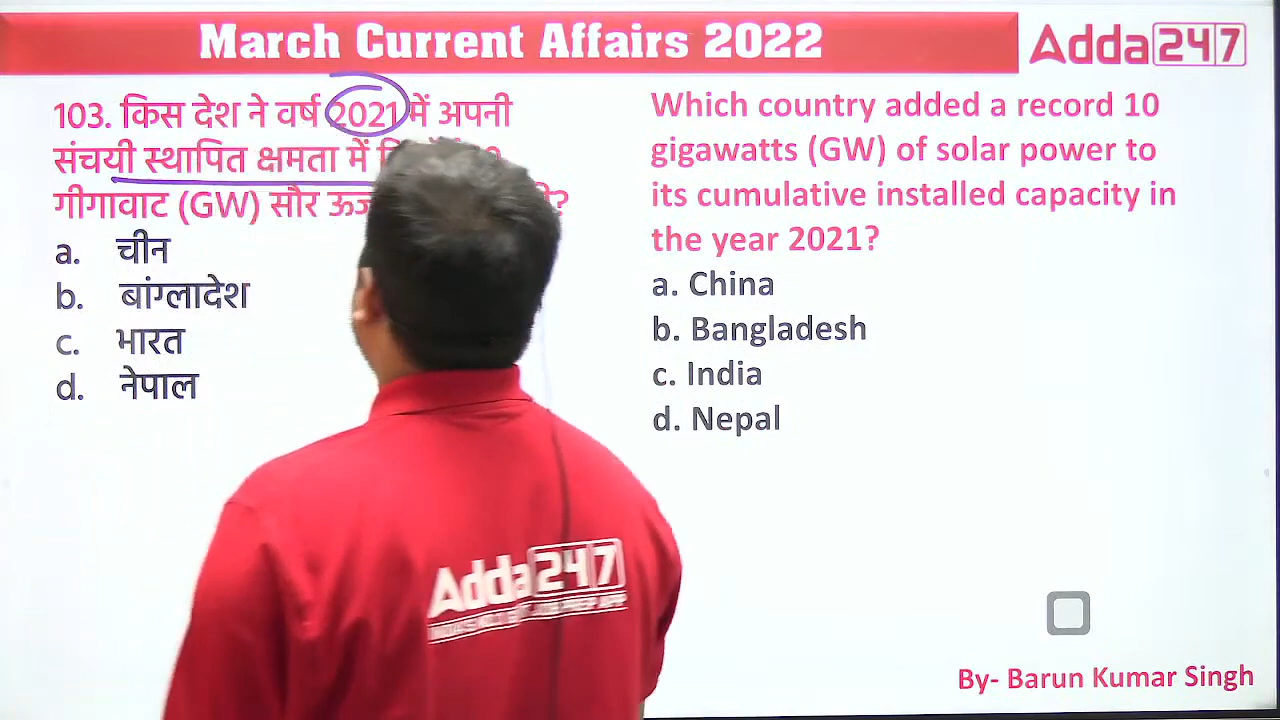 March Current Affairs 2022
Adda247
103. किस देश ने वर्ष 2021 में अपनी
संचयी स्थापित क्षमता में
गीगावाट (GW) सौर
a. चीन
b. बांग्लादेश
c. भारत
d. नेपाल
Which country added a record 10
gigawatts (GW) of solar power to
its cumulative installed capacity in
the year 2021?
a. China
b. Bangladesh
c. India
d. Nepal
Adda247
By- Barun Kumar Singh